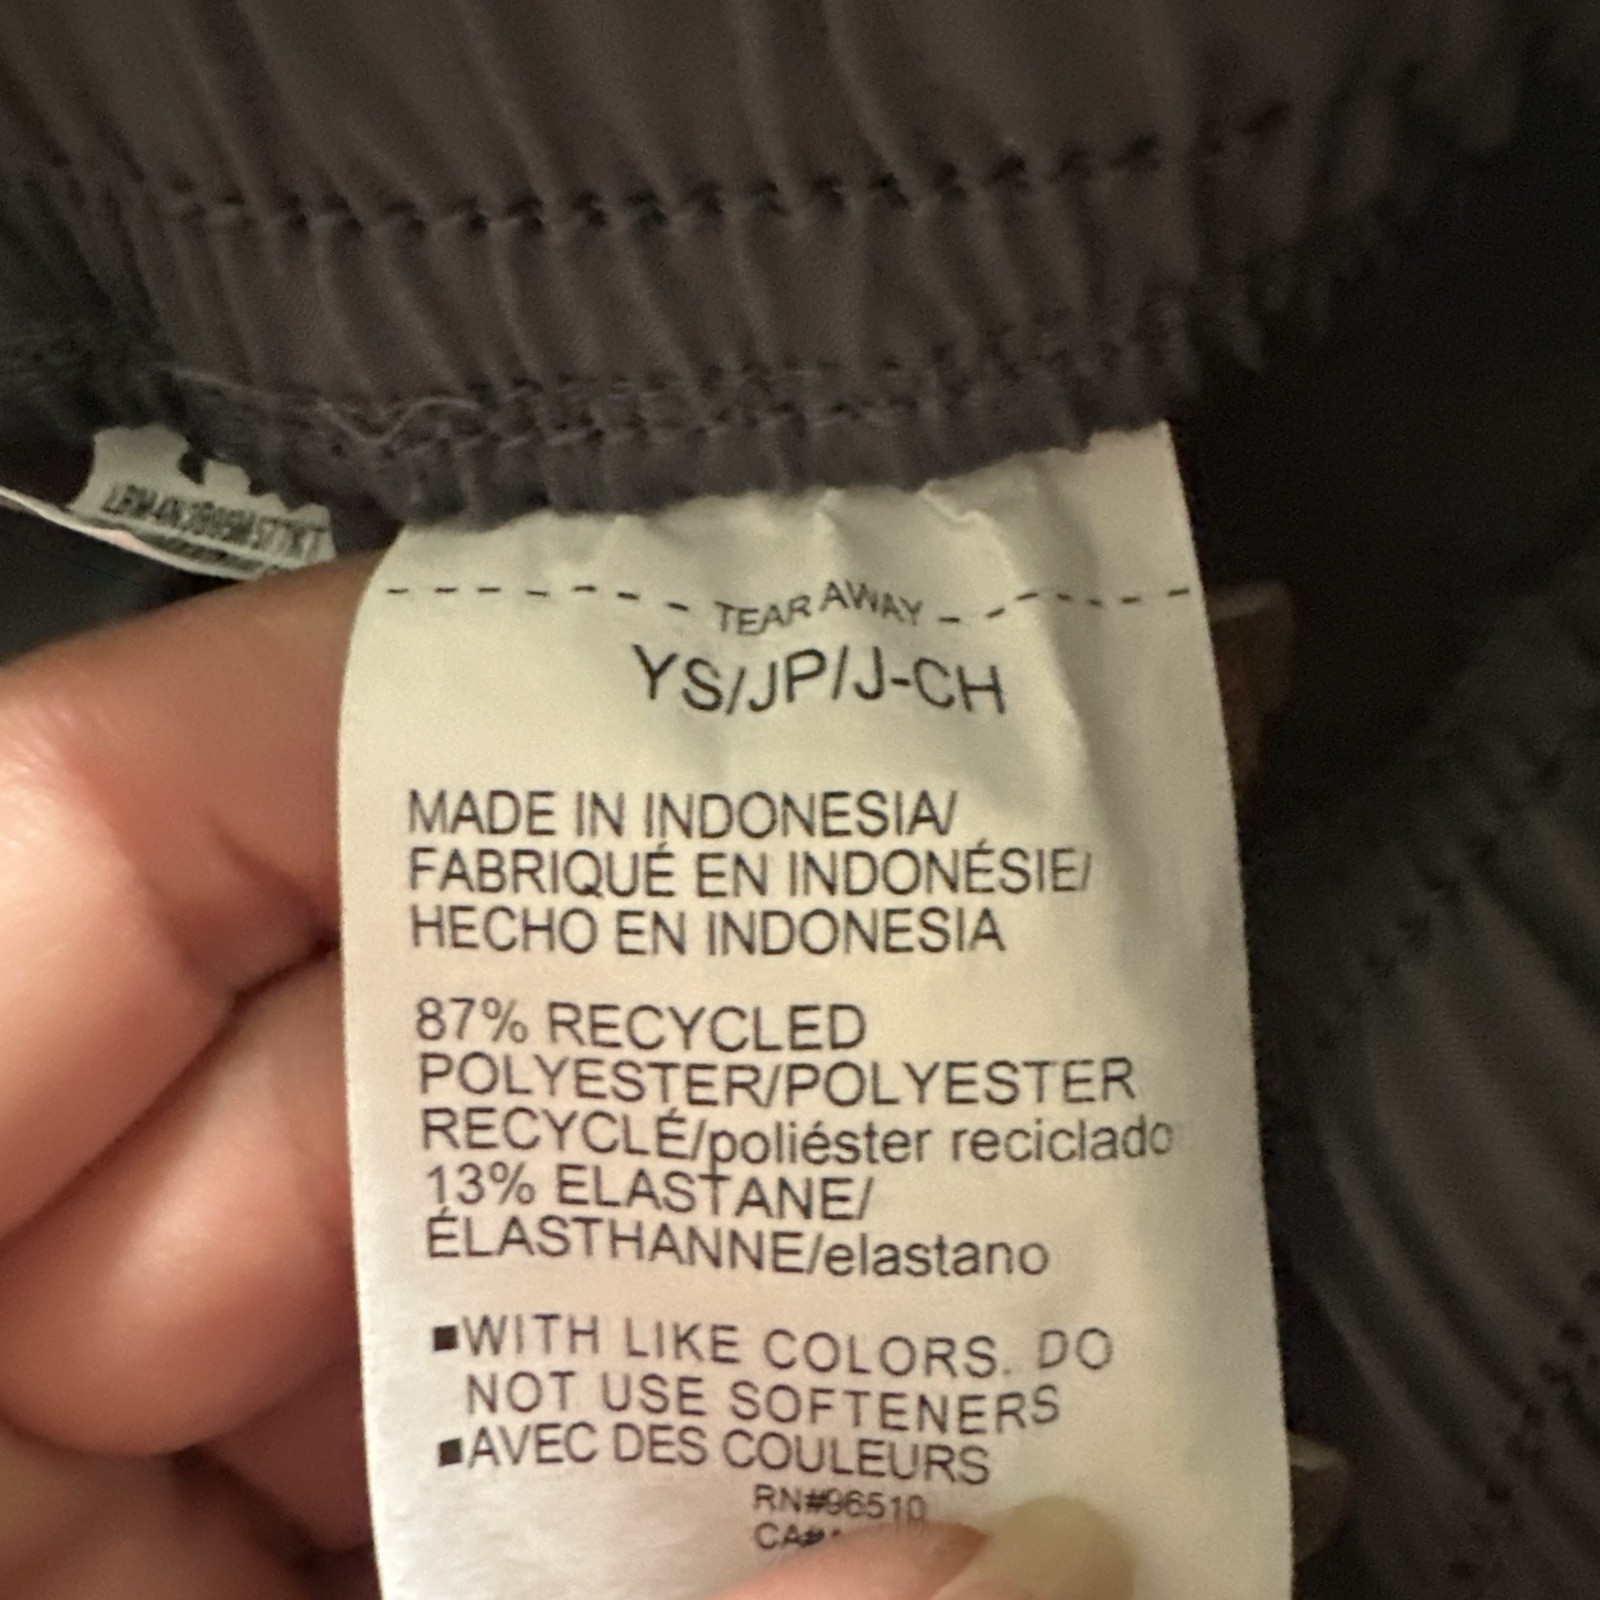 TEAR AWAY
YS/JP/J-CH
MADE IN INDONESIA/
FABRIQUÉ EN INDONÉSIE/
HECHO EN INDONESIA
87% RECYCLED
POLYESTER/POLYESTER
RECYCLÉ/poliéster reciclado
13% ELASTANE/
ÉLASTHANNE/elastano
■WITH LIKE COLORS. DO
NOT USE SOFTENERS
■AVEC DES COULEURS
RN#96510
CA#